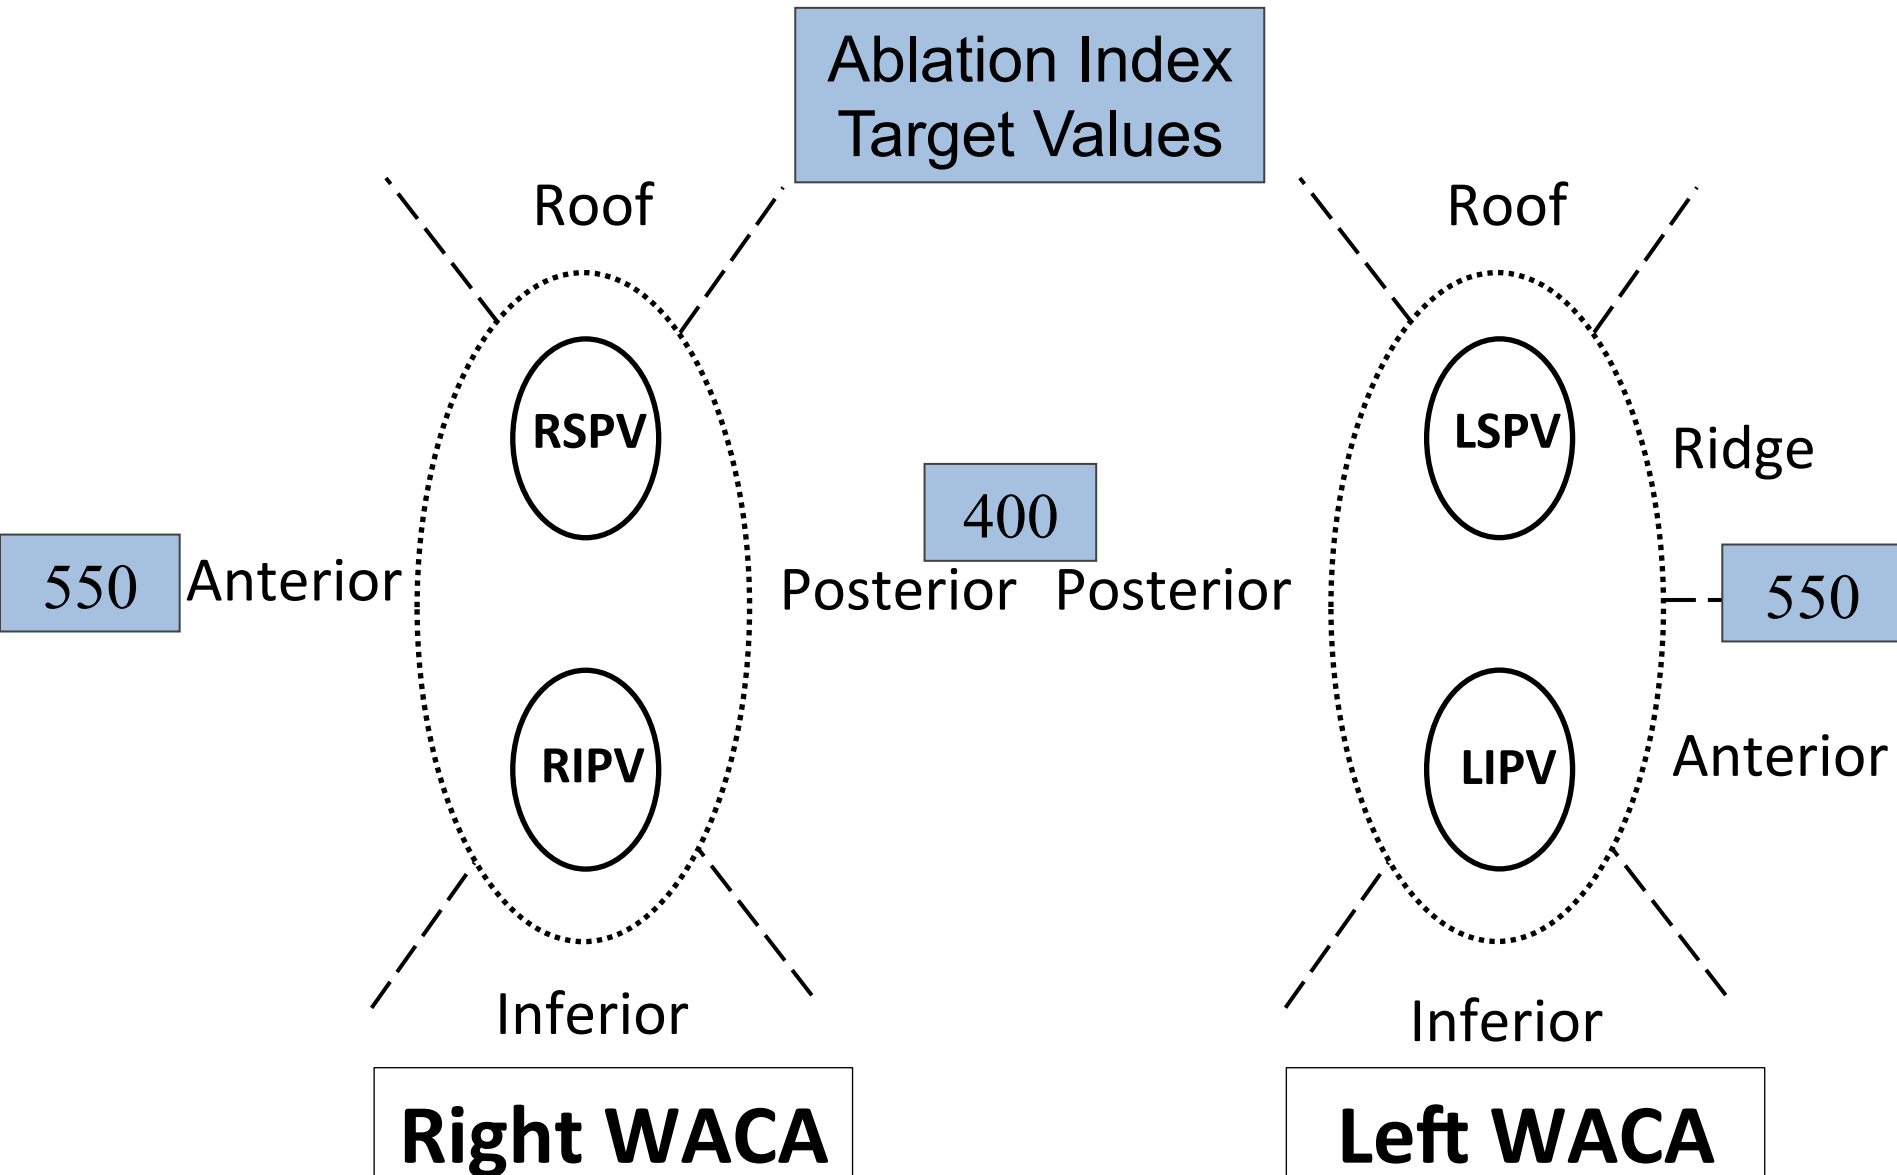 Ablation Index
Target Values
Roof
Roof
RSPV
LSPV
Ridge
400
550
Anterior
Posterior
Posterior
550
RIPV
LIPV
Anterior
Inferior
Inferior
Right WACA
Left WACA